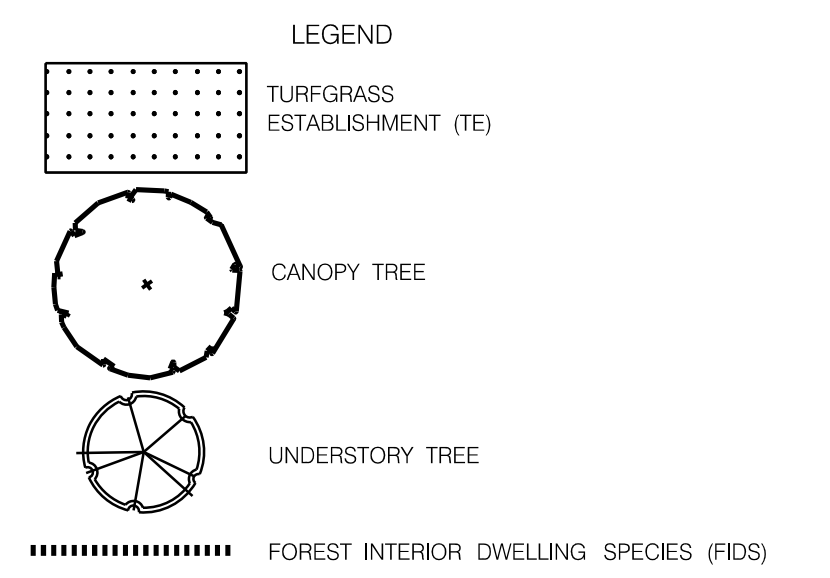 LEGEND
TURFGRASS
ESTABLISHMENT (TE)
CANOPY TREE
UNDERSTORY TREE
FOREST INTERIOR DWELLING SPECIES (FIDS)